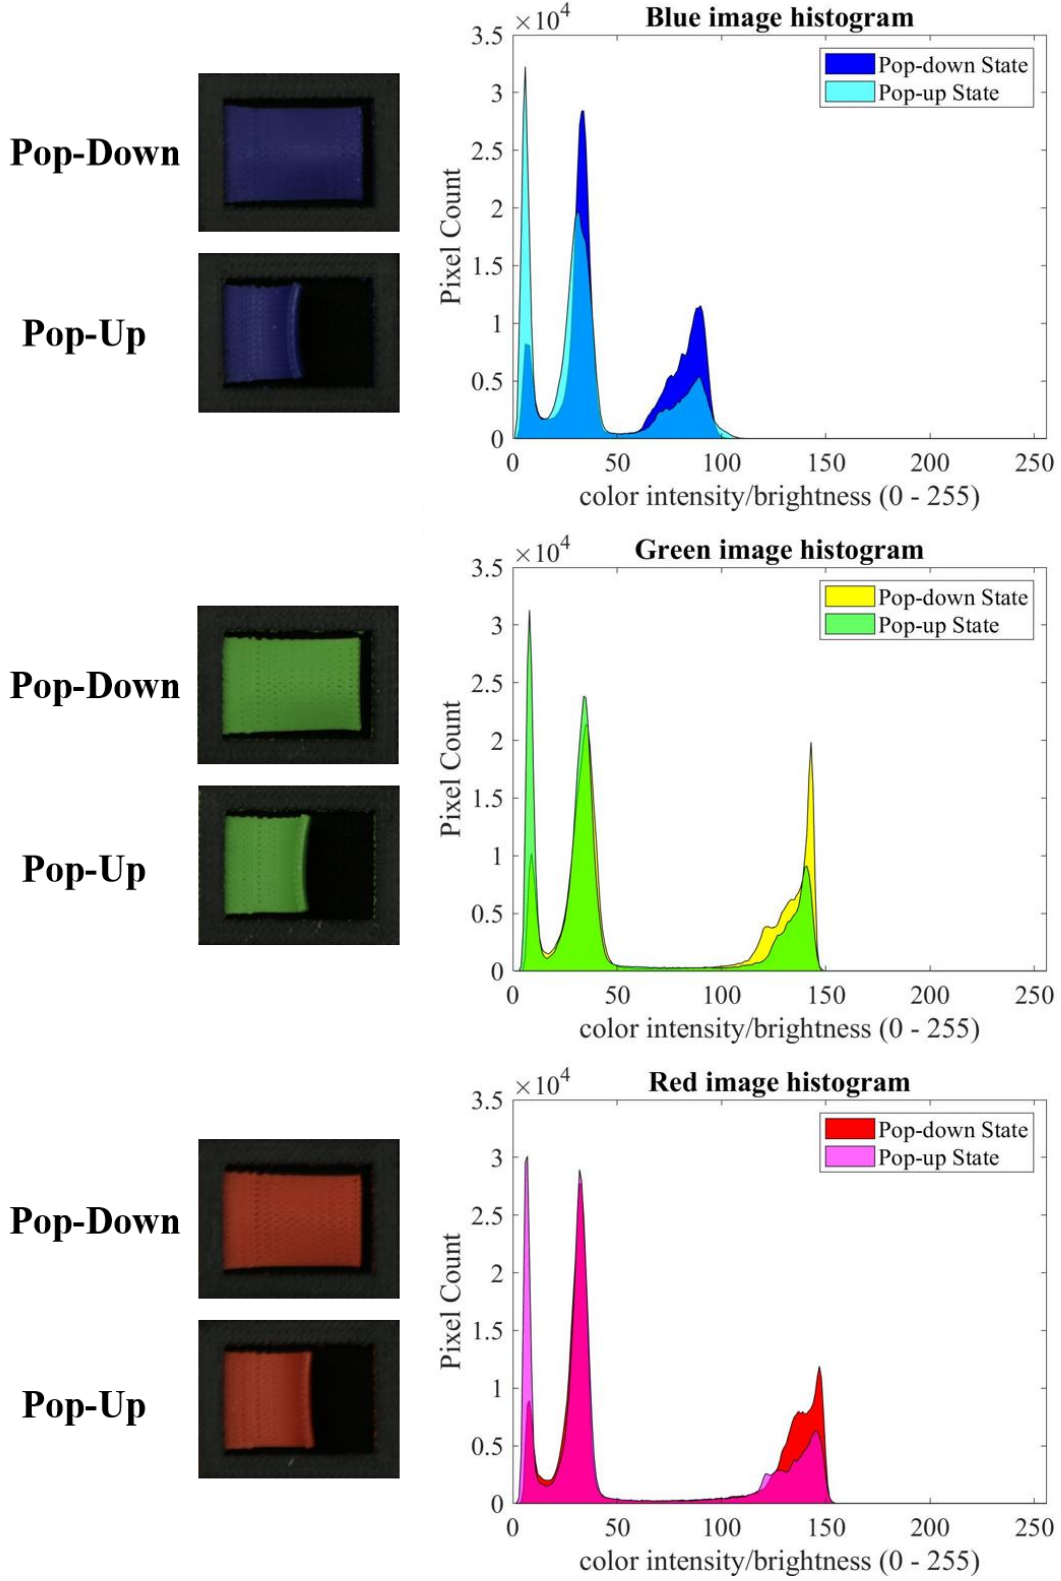 Blue image histogram
×10⁴
3.5
3
2.5
2
1.5
1
0.5
0
Pixel Count
Pop-down State
Pop-up State
0 50 100 150 200 250
color intensity/brightness (0 - 255)
Pop-Down
Pop-Up
Green image histogram
×10⁴
3.5
3
2.5
2
1.5
1
0.5
0
Pixel Count
Pop-down State
Pop-up State
0 50 100 150 200 250
color intensity/brightness (0 - 255)
Pop-Down
Pop-Up
Red image histogram
×10⁴
3.5
3
2.5
2
1.5
1
0.5
0
Pixel Count
Pop-down State
Pop-up State
0 50 100 150 200 250
color intensity/brightness (0 - 255)
Pop-Down
Pop-Up